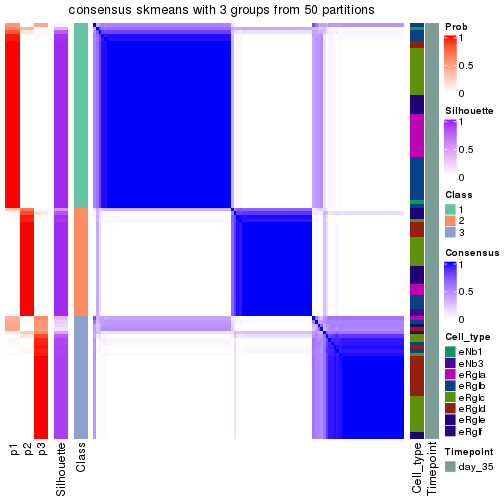 consensus skmeans with 3 groups from 50 partitions
Prob
1
0.5
0
Silhouette
1
0.5
0
Class
1
2
3
Consensus
1
0.5
0
Cell_type
eNb1
eNb3
eRgla
eRglb
eRglc
eRgld
eRgle
eRglf
Timepoint
day_35
p1
p2
p3
Silhouette
Class
Cell_type
Timepoint